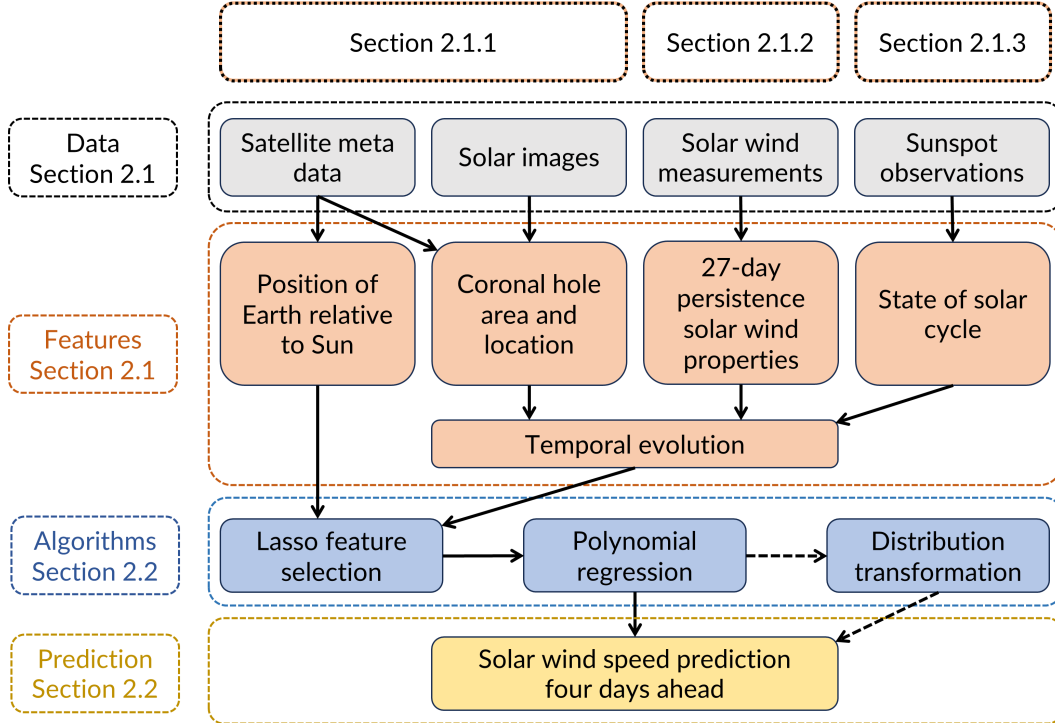 Section 2.1.1
Section 2.1.2
Section 2.1.3
Data
Section 2.1
Satellite meta
data
Solar images
Solar wind
measurements
Sunspot
observations
Features
Section 2.1
Position of
Earth relative
to Sun
Coronal hole
area and
location
27-day
persistence
solar wind
properties
State of solar
cycle
Temporal evolution
Algorithms
Section 2.2
Lasso feature
selection
Polynomial
regression
Distribution
transformation
Prediction
Section 2.2
Solar wind speed prediction
four days ahead